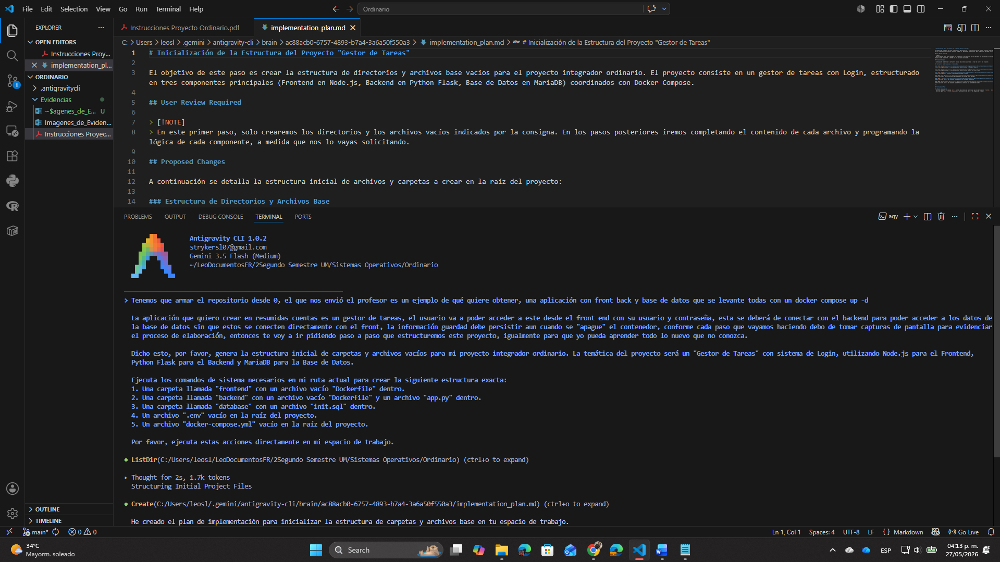 File Edit Selection View Go Run Terminal Help
Ordinario
EXPLORER
OPEN EDITORS
Instrucciones Proy...
implementation_pl...
1
ORDINARIO
.antigravitycli
Evidencias
~$agenes_de_E... U
Imagenes_de_Eviden...
Instrucciones Proyec...
OUTLINE
TIMELINE
Instrucciones Proyecto Ordinario.pdf
implementation_plan.md
C: > Users > leosl > .gemini > antigravity-cli > brain > ac88acb0-6757-4893-b7a4-3a6a50f550a3 > implementation_plan.md > abc # Inicialización de la Estructura del Proyecto "Gestor de Tareas"
1 # Inicialización de la Estructura del Proyecto "Gestor de Tareas"
2
3 El objetivo de este paso es crear la estructura de directorios y archivos base vacíos para el proyecto integrador ordinario. El proyecto consiste en un gestor de tareas con Login, estructurado
en tres componentes principales (Frontend en Node.js, Backend en Python Flask, Base de Datos en MariaDB) coordinados con Docker Compose.
4
5 ## User Review Required
6
7 > [!NOTE]
8 > En este primer paso, solo crearemos los directorios y los archivos vacíos indicados por la consigna. En los pasos posteriores iremos completando el contenido de cada archivo y programando la
lógica de cada componente, a medida que nos lo vayas solicitando.
9
10 ## Proposed Changes
11
12 A continuación se detalla la estructura inicial de archivos y carpetas a crear en la raíz del proyecto:
13
14 ### Estructura de Directorios y Archivos Base
PROBLEMS OUTPUT DEBUG CONSOLE TERMINAL PORTS
agy
Antigravity CLI 1.0.2
strykersl07@gmail.com
Gemini 3.5 Flash (Medium)
~/LeoDocumentosFR/2Segundo Semestre UM/Sistemas Operativos/Ordinario
> Tenemos que armar el repositorio desde 0, el que nos envió el profesor es un ejemplo de qué quiere obtener, una aplicación con front back y base de datos que se levante todas con un docker compose up -d
La aplicación que quiero crear en resumidas cuentas es un gestor de tareas, el usuario va a poder acceder a este desde el front end con su usuario y contraseña, esta se deberá de conectar con el backend para poder acceder a los datos de
la base de datos sin que estos se conecten directamente con el front, la información guardad debe persistir aun cuando se "apague" el contenedor, conforme cada paso que vayamos haciendo debo de tomar capturas de pantalla para evidenciar
el proceso de elaboración, entonces te voy a ir pidiendo paso a paso que estructuremos este proyecto, igualmente para que yo pueda aprender todo lo nuevo que no conozca.
Dicho esto, por favor, genera la estructura inicial de carpetas y archivos vacíos para mi proyecto integrador ordinario. La temática del proyecto será un "Gestor de Tareas" con sistema de Login, utilizando Node.js para el Frontend,
Python Flask para el Backend y MariaDB para la Base de Datos.
Ejecuta los comandos de sistema necesarios en mi ruta actual para crear la siguiente estructura exacta:
1. Una carpeta llamada "frontend" con un archivo vacío "Dockerfile" dentro.
2. Una carpeta llamada "backend" con un archivo vacío "Dockerfile" y un archivo "app.py" dentro.
3. Una carpeta llamada "database" con un archivo "init.sql" dentro.
4. Un archivo ".env" vacío en la raíz del proyecto.
5. Un archivo "docker-compose.yml" vacío en la raíz del proyecto.
Por favor, ejecuta estas acciones directamente en mi espacio de trabajo.
● ListDir(C:/Users/leosl/LeoDocumentosFR/2Segundo Semestre UM/Sistemas Operativos/Ordinario) (ctrl+o to expand)
▸ Thought for 2s, 1.7k tokens
Structuring Initial Project Files
● Create(C:/Users/leosl/.gemini/antigravity-cli/brain/ac88acb0-6757-4893-b7a4-3a6a50f550a3/implementation_plan.md) (ctrl+o to expand)
He creado el plan de implementación para inicializar la estructura de carpetas y archivos base en tu espacio de trabajo.
main* 0 0
Ln 1, Col 1 Spaces: 4 UTF-8 LF { } Markdown Go Live
34°C
Mayorm. soleado
Search
ESP
04:13 p. m.
27/05/2026